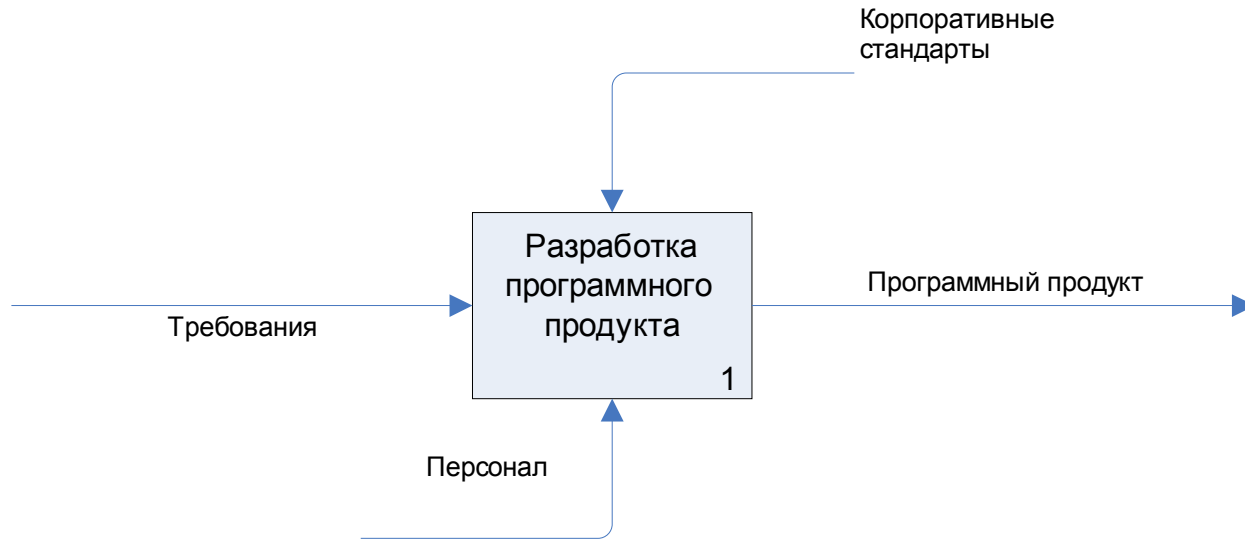 Корпоративные
стандарты
Разработка
программного
продукта
1
Программный продукт
Требования
Персонал